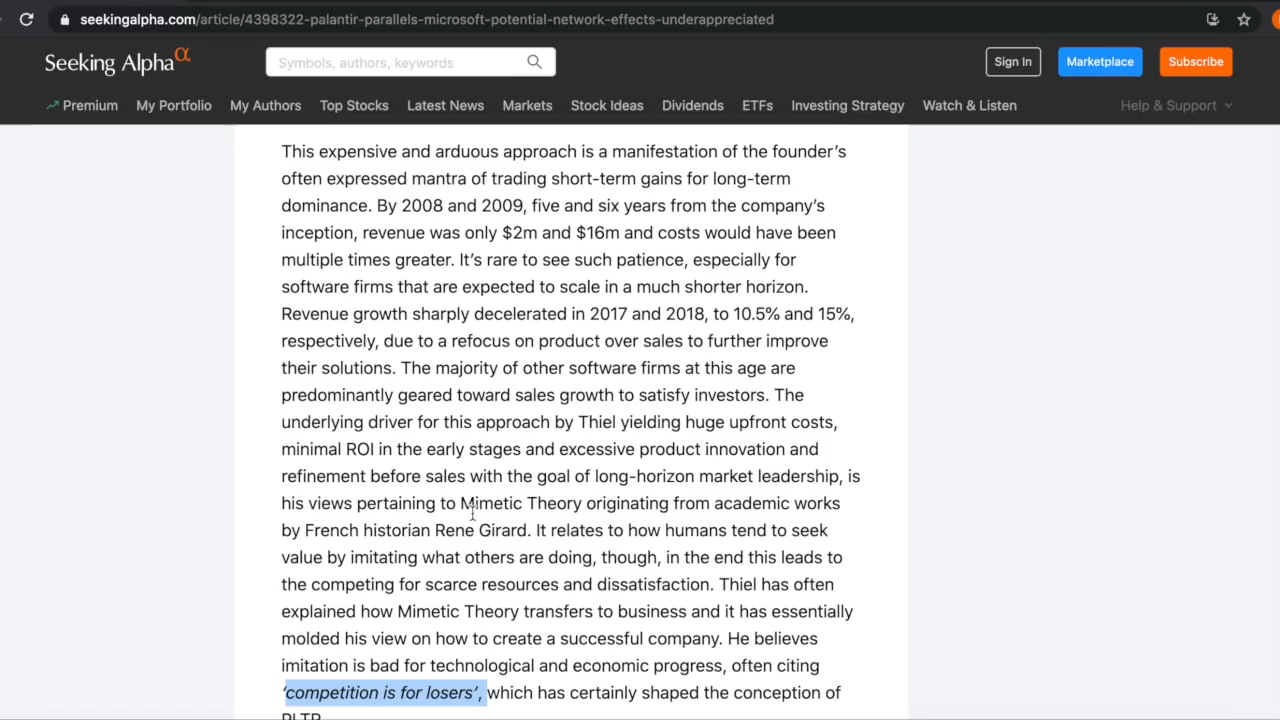 seekingalpha.com/article/4398322-palantir-parallels-microsoft-potential-network-effects-underappreciated
Seeking Alpha α
Symbols, authors, keywords
Sign In
Marketplace
Subscribe
Premium My Portfolio My Authors Top Stocks Latest News Markets Stock Ideas Dividends ETFs Investing Strategy Watch & Listen Help & Support
This expensive and arduous approach is a manifestation of the founder’s
often expressed mantra of trading short-term gains for long-term
dominance. By 2008 and 2009, five and six years from the company’s
inception, revenue was only $2m and $16m and costs would have been
multiple times greater. It’s rare to see such patience, especially for
software firms that are expected to scale in a much shorter horizon.
Revenue growth sharply decelerated in 2017 and 2018, to 10.5% and 15%,
respectively, due to a refocus on product over sales to further improve
their solutions. The majority of other software firms at this age are
predominantly geared toward sales growth to satisfy investors. The
underlying driver for this approach by Thiel yielding huge upfront costs,
minimal ROI in the early stages and excessive product innovation and
refinement before sales with the goal of long-horizon market leadership, is
his views pertaining to Mimetic Theory originating from academic works
by French historian Rene Girard. It relates to how humans tend to seek
value by imitating what others are doing, though, in the end this leads to
the competing for scarce resources and dissatisfaction. Thiel has often
explained how Mimetic Theory transfers to business and it has essentially
molded his view on how to create a successful company. He believes
imitation is bad for technological and economic progress, often citing
‘competition is for losers’, which has certainly shaped the conception of
PLTR